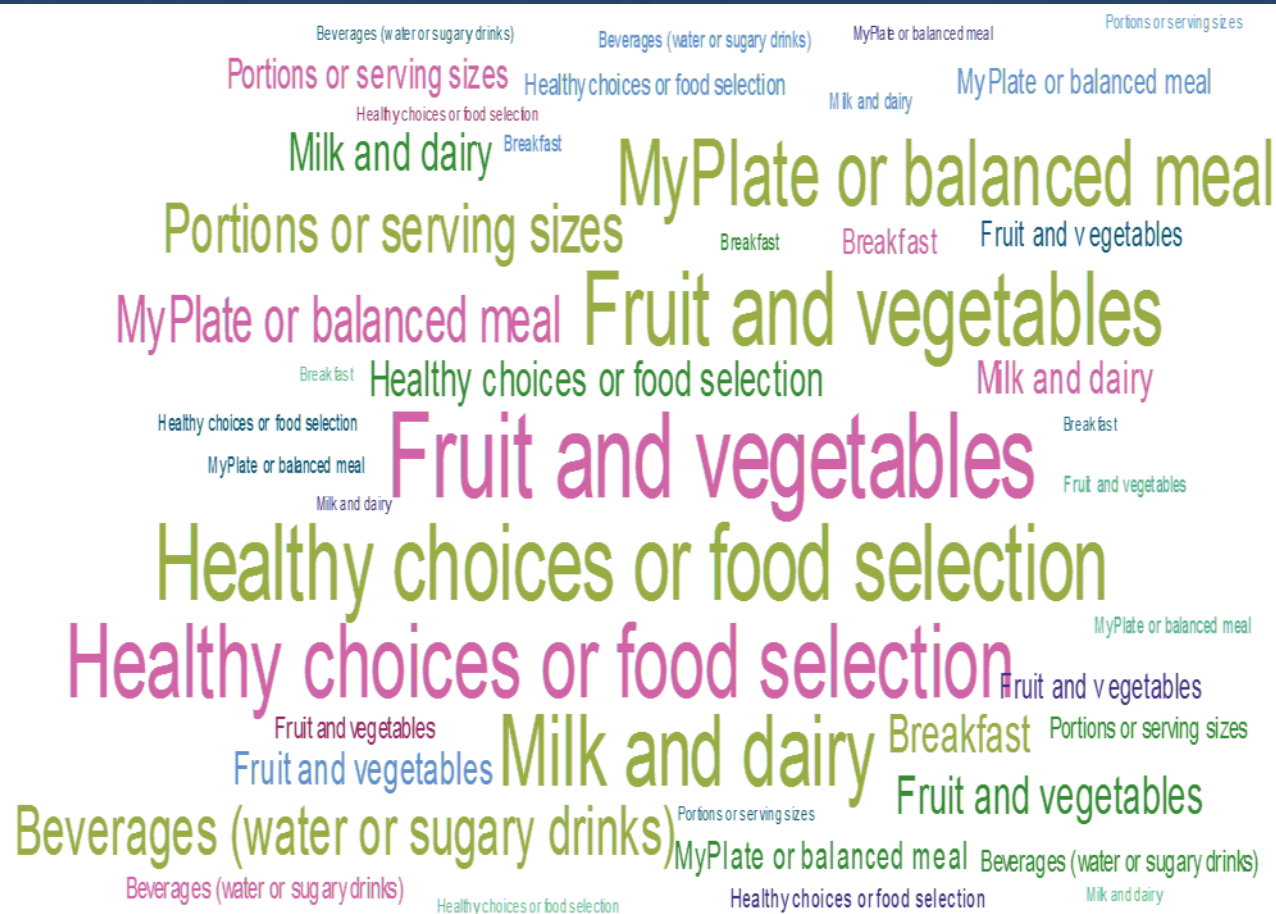 Beverages (water or sugary drinks)
Beverages (water or sugary drinks)
MyPlate or balanced meal
Portions or serving sizes
Portions or serving sizes
Healthy choices or food selection
Milk and dairy
MyPlate or balanced meal
Healthy choices or food selection
Milk and dairy
Breakfast
MyPlate or balanced meal
Portions or serving sizes
Breakfast
Breakfast
Fruit and vegetables
MyPlate or balanced meal
Fruit and vegetables
Breakfast
Healthy choices or food selection
Milk and dairy
Healthy choices or food selection
Fruit and vegetables
Breakfast
MyPlate or balanced meal
Fruit and vegetables
Milk and dairy
Healthy choices or food selection
MyPlate or balanced meal
Healthy choices or food selection
Fruit and vegetables
Fruit and vegetables
Milk and dairy
Breakfast
Portions or serving sizes
Fruit and vegetables
Fruit and vegetables
Beverages (water or sugary drinks)
Portions or serving sizes
MyPlate or balanced meal
Beverages (water or sugary drinks)
Beverages (water or sugary drinks)
Healthy choices or food selection
Healthy choices or food selection
Milk and dairy